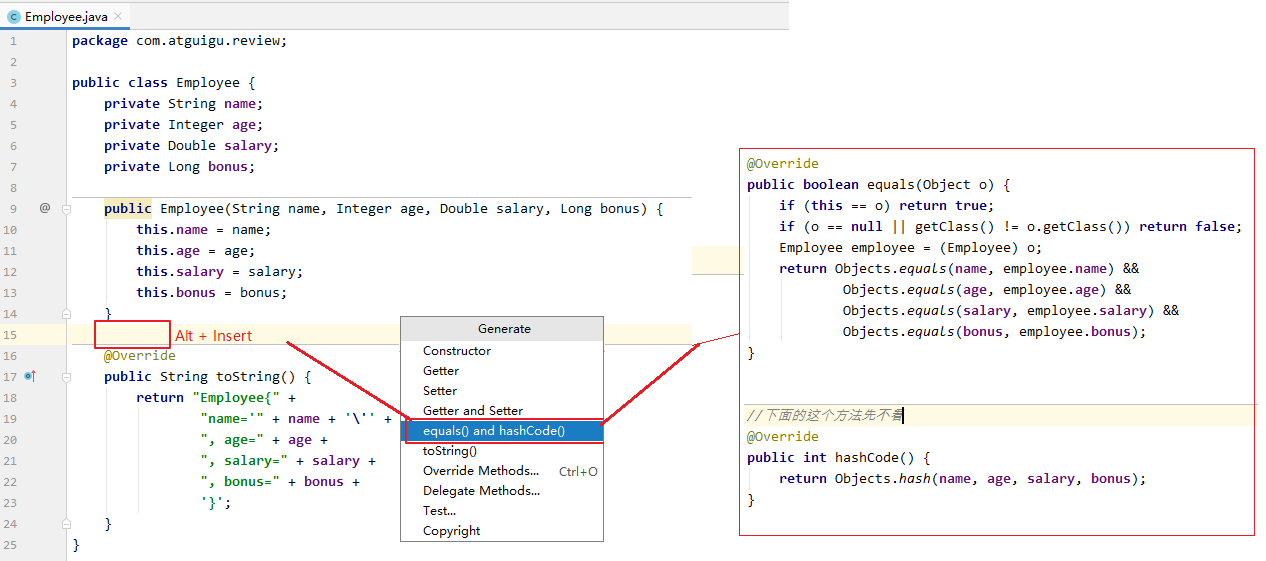 Employee.java
1 package com.atguigu.review;
2
3 public class Employee {
4 private String name;
5 private Integer age;
6 private Double salary;
7 private Long bonus;
8
9 @ public Employee(String name, Integer age, Double salary, Long bonus) {
10 this.name = name;
11 this.age = age;
12 this.salary = salary;
13 this.bonus = bonus;
14 }
15 Alt + Insert
16 @Override
17 public String toString() {
18 return "Employee{" +
19 "name='" + name + '\'' +
20 ", age=" + age +
21 ", salary=" + salary +
22 ", bonus=" + bonus +
23 '}';
24 }
25 }
Generate
Constructor
Getter
Setter
Getter and Setter
equals() and hashCode()
toString()
Override Methods... Ctrl+O
Delegate Methods...
Test...
Copyright
@Override
public boolean equals(Object o) {
if (this == o) return true;
if (o == null || getClass() != o.getClass()) return false;
Employee employee = (Employee) o;
return Objects.equals(name, employee.name) &&
Objects.equals(age, employee.age) &&
Objects.equals(salary, employee.salary) &&
Objects.equals(bonus, employee.bonus);
}
//下面的这个方法先不看
@Override
public int hashCode() {
return Objects.hash(name, age, salary, bonus);
}